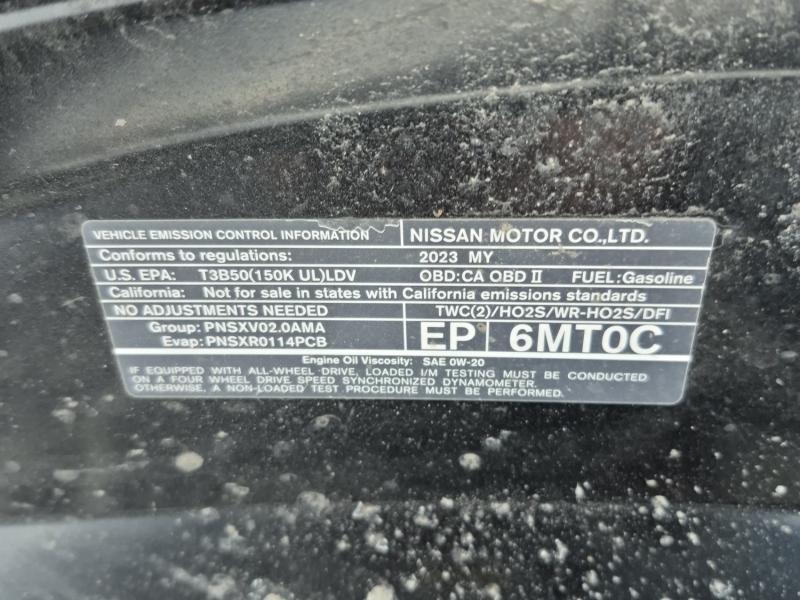 VEHICLE EMISSION CONTROL INFORMATION NISSAN MOTOR CO.,LTD.
Conforms to regulations: 2023 MY
U.S. EPA: T3B50(150K UL)LDV OBD:CA OBD II FUEL:Gasoline
California: Not for sale in states with California emissions standards
NO ADJUSTMENTS NEEDED TWC(2)/HO2S/WR-HO2S/DFI
Group: PNSXV02.0AMA
Evap: PNSXR0114PCB
EP 6MT0C
Engine Oil Viscosity: SAE 0W-20
IF EQUIPPED WITH ALL-WHEEL DRIVE, LOADED I/M TESTING MUST BE CONDUCTED
ON A FOUR WHEEL DRIVE SPEED SYNCHRONIZED DYNAMOMETER.
OTHERWISE, A NON-LOADED TEST PROCEDURE MUST BE PERFORMED.